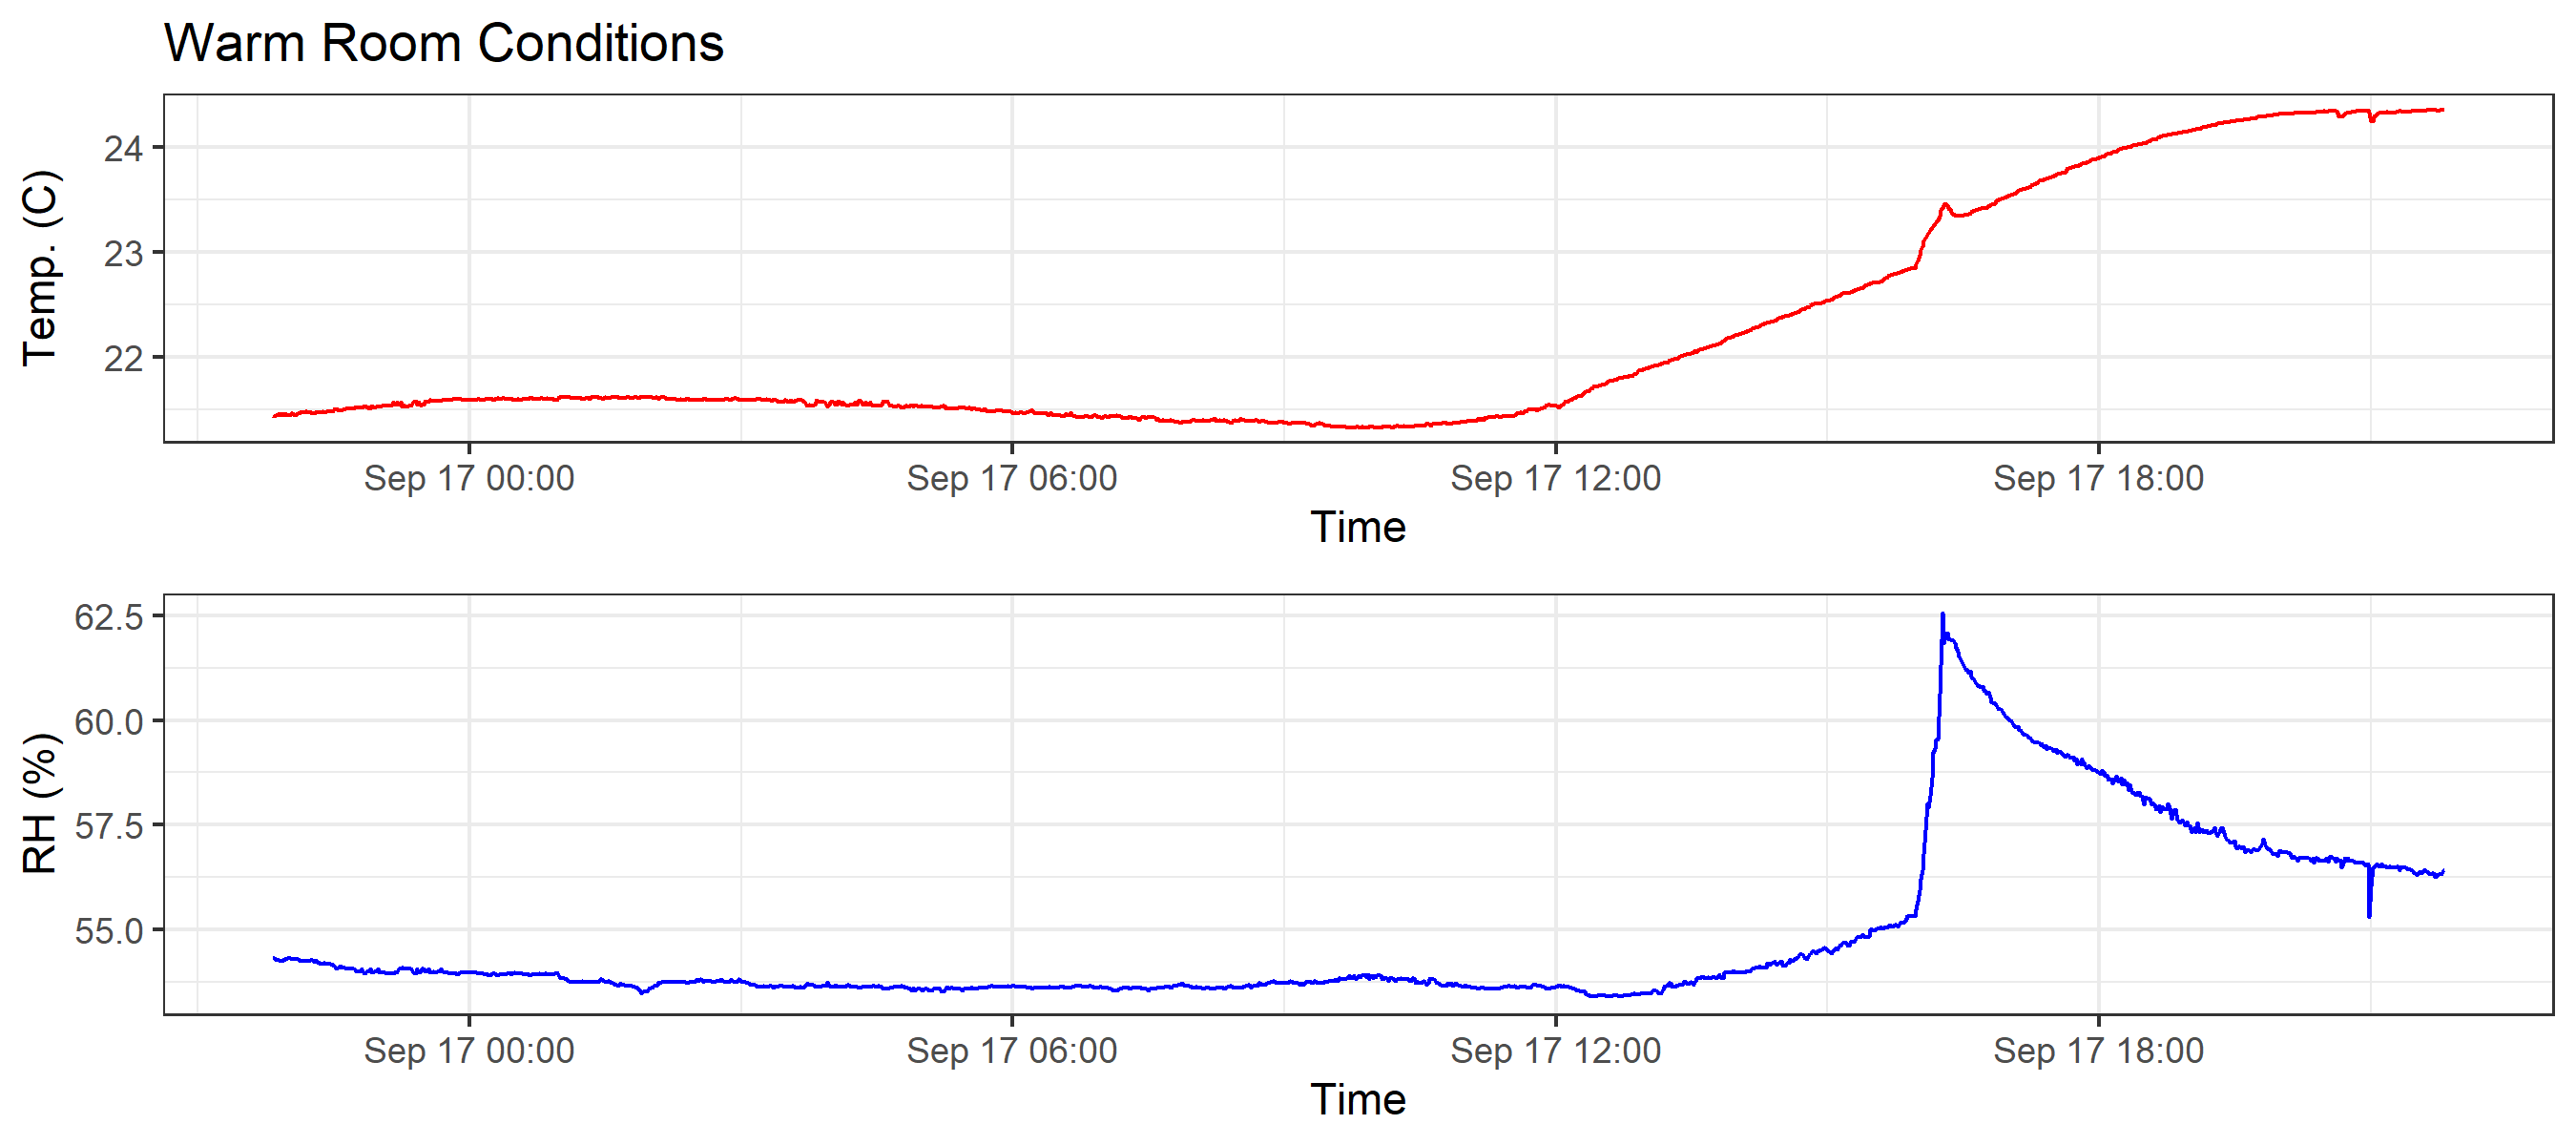 Warm Room Conditions
Temp. (C)
24
23
22
Sep 17 00:00 Sep 17 06:00 Sep 17 12:00 Sep 17 18:00
Time
RH (%)
62.5
60.0
57.5
55.0
Sep 17 00:00 Sep 17 06:00 Sep 17 12:00 Sep 17 18:00
Time